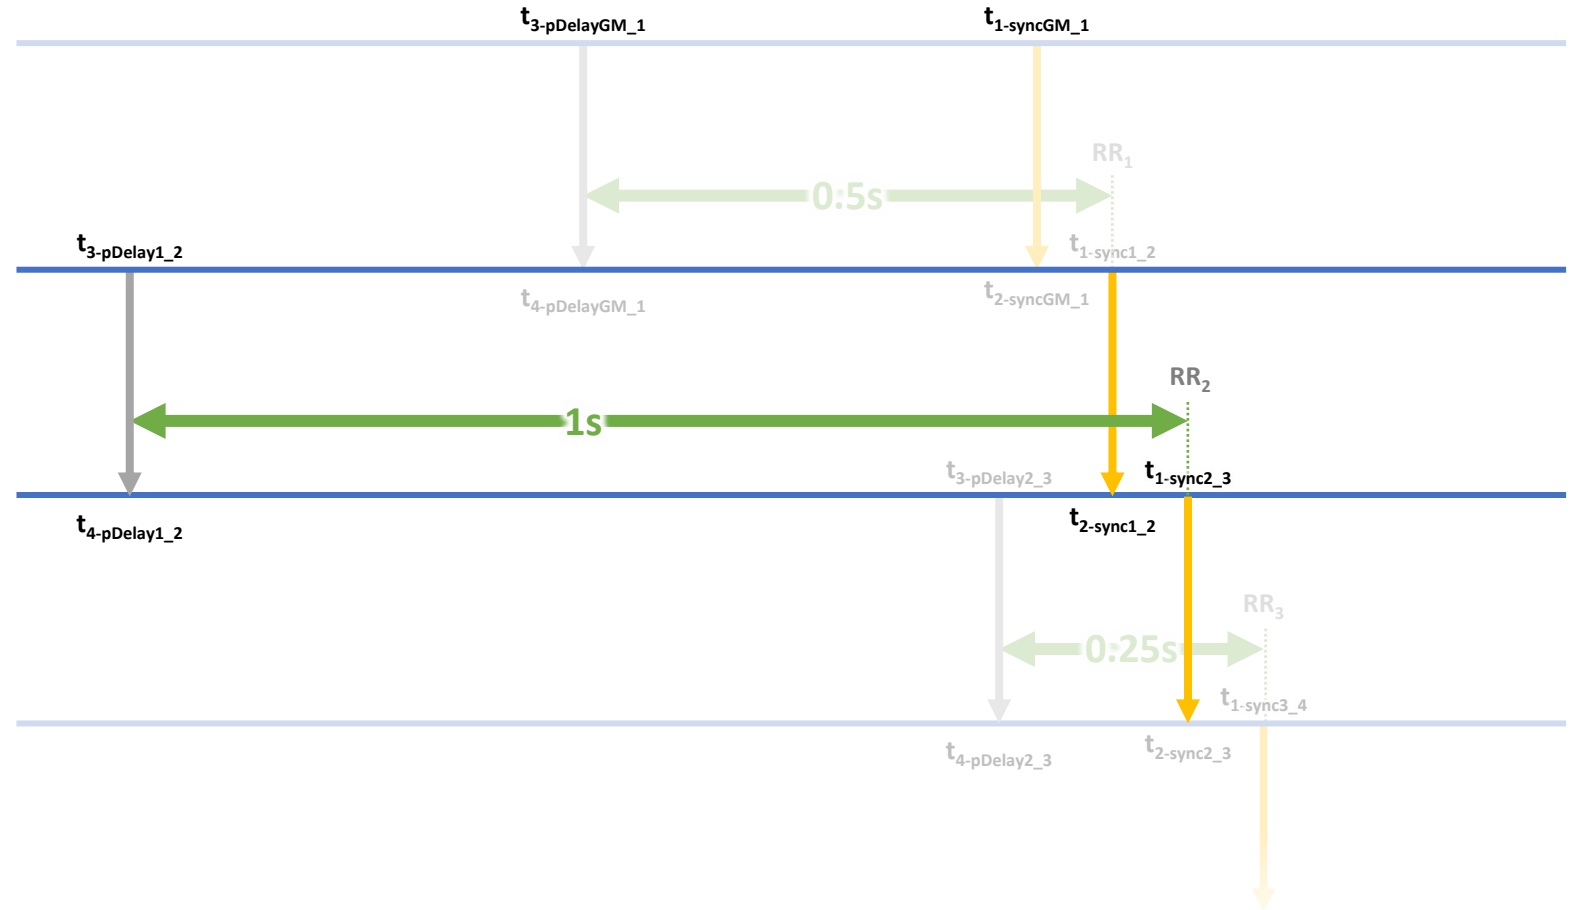 t3-pDelayGM_1
t1-syncGM_1
RR1
0.5s
t3-pDelay1_2
t1-sync1_2
t4-pDelayGM_1
t2-syncGM_1
RR2
1s
t3-pDelay2_3
t1-sync2_3
t4-pDelay1_2
t2-sync1_2
RR3
0.25s
t1-sync3_4
t4-pDelay2_3
t2-sync2_3